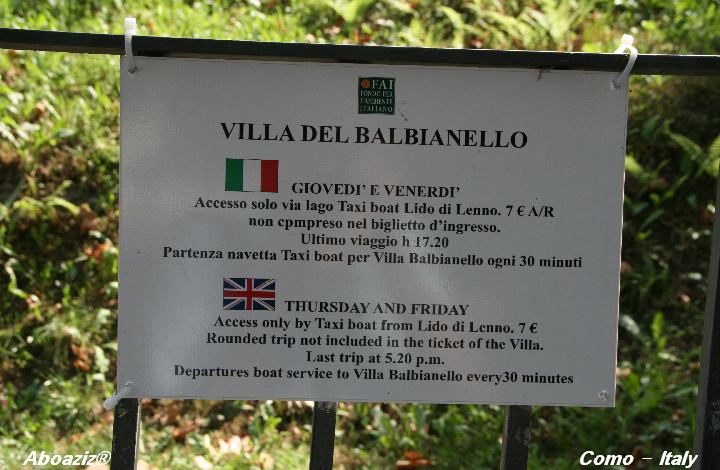 FAI
FONDO PER
L'AMBIENTE
ITALIANO
VILLA DEL BALBIANELLO
GIOVEDI' E VENERDI'
Accesso solo via lago Taxi boat Lido di Lenno. 7 € A/R
non cpmpreso nel biglietto d'ingresso.
Ultimo viaggio h 17.20
Partenza navetta Taxi boat per Villa Balbianello ogni 30 minuti
THURSDAY AND FRIDAY
Access only by Taxi boat from Lido di Lenno. 7 €
Rounded trip not included in the ticket of the Villa.
Last trip at 5.20 p.m.
Departures boat service to Villa Balbianello every30 minutes
Aboaziz®
Como - Italy